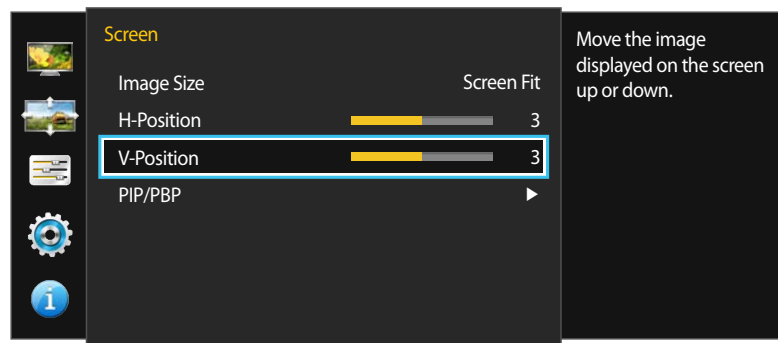 Screen
Image Size Screen Fit
H-Position 3
V-Position 3
PIP/PBP
Move the image
displayed on the screen
up or down.
i